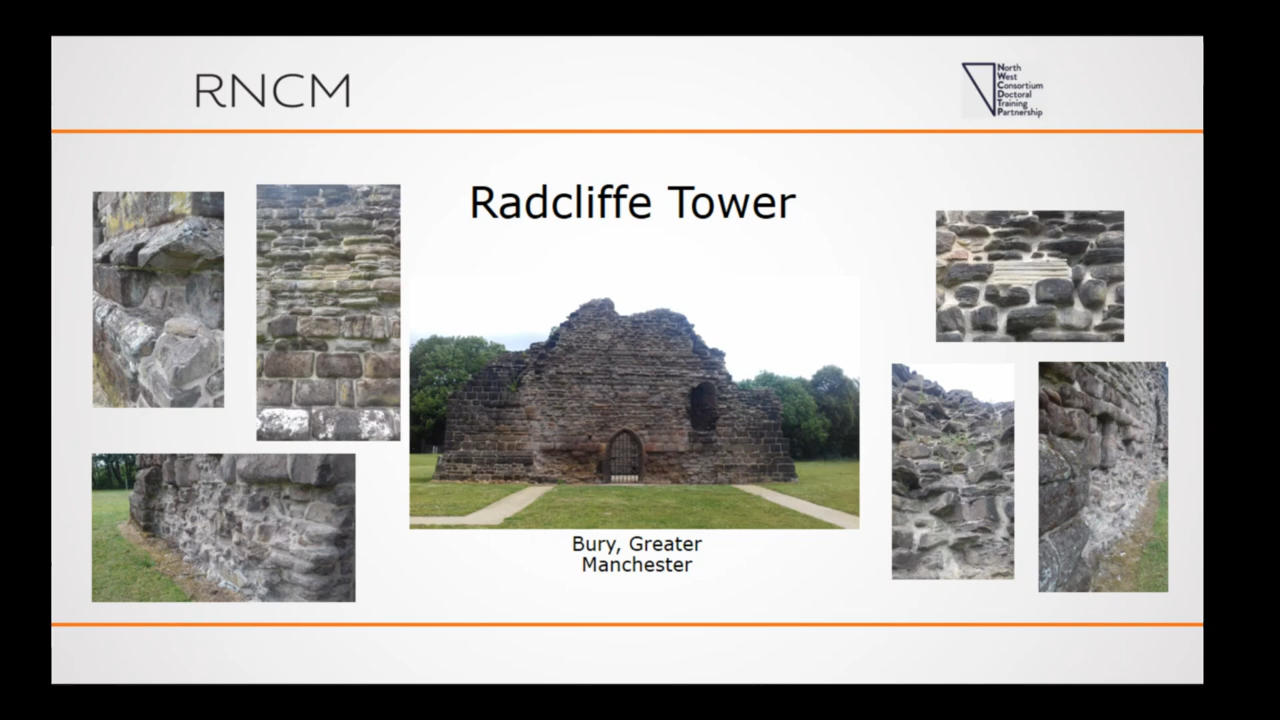 RNCM
North
West
Consortium
Doctoral
Training
Partnership
Radcliffe Tower
Bury, Greater
Manchester